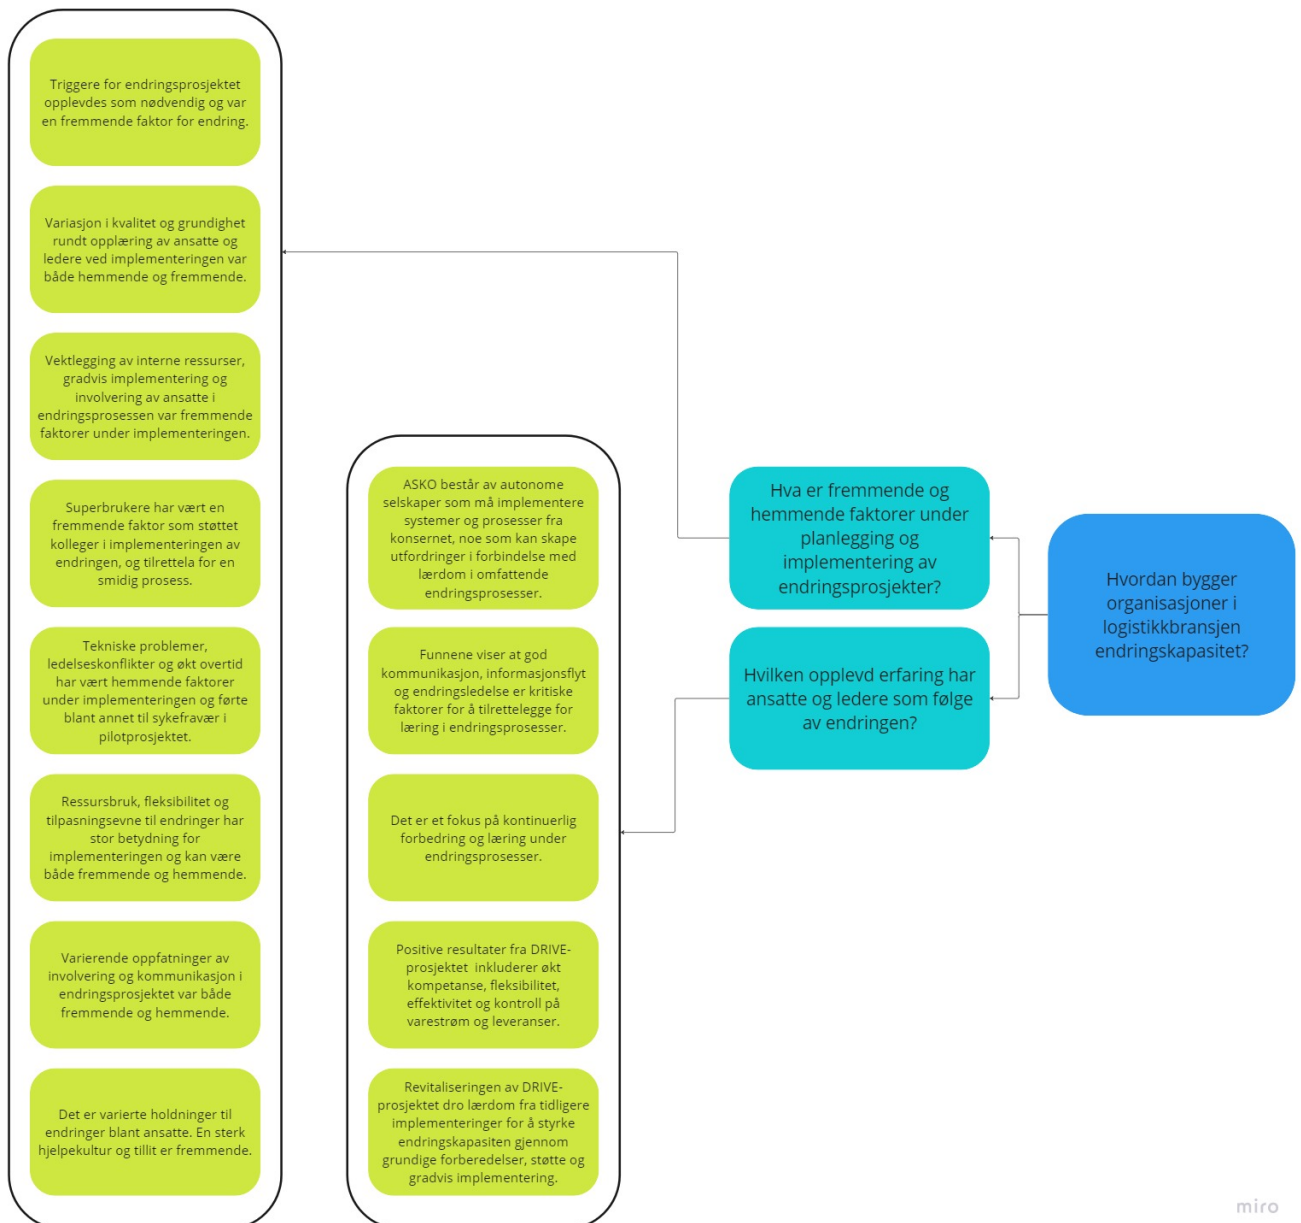 Triggere for endringsprosjektet
opplevdes som nødvendig og var
en fremmende faktor for endring.
Variasjon i kvalitet og grundighet
rundt opplæring av ansatte og
ledere ved implementeringen var
både hemmende og fremmende.
Vektlegging av interne ressurser,
gradvis implementering og
involvering av ansatte i
endringsprosessen var fremmende
faktorer under implementeringen.
Superbrukere har vært en
fremmende faktor som støttet
kolleger i implementeringen av
endringen, og tilrettela for en
smidig prosess.
Tekniske problemer,
ledelseskonflikter og økt overtid
har vært hemmende faktorer
under implementeringen og førte
blant annet til sykefravær i
pilotprosjektet.
Ressursbruk, fleksibilitet og
tilpasningsevne til endringer har
stor betydning for
implementeringen og kan være
både fremmende og hemmende.
Varierende oppfatninger av
involvering og kommunikasjon i
endringsprosjektet var både
fremmende og hemmende.
Det er varierte holdninger til
endringer blant ansatte. En sterk
hjelpekultur og tillit er fremmende.
ASKO består av autonome
selskaper som må implementere
systemer og prosesser fra
konsernet, noe som kan skape
utfordringer i forbindelse med
lærdom i omfattende
endringsprosesser.
Funnene viser at god
kommunikasjon, informasjonsflyt
og endringsledelse er kritiske
faktorer for å tilrettelegge for
læring i endringsprosesser.
Det er et fokus på kontinuerlig
forbedring og læring under
endringsprosesser.
Positive resultater fra DRIVE-
prosjektet inkluderer økt
kompetanse, fleksibilitet,
effektivitet og kontroll på
varestrøm og leveranser.
Revitaliseringen av DRIVE-
prosjektet dro lærdom fra tidligere
implementeringer for å styrke
endringskapasiten gjennom
grundige forberedelser, støtte og
gradvis implementering.
Hva er fremmende og
hemmende faktorer under
planlegging og
implementering av
endringsprosjekter?
Hvilken opplevd erfaring har
ansatte og ledere som følge
av endringen?
Hvordan bygger
organisasjoner i
logistikkbransjen
endringskapasitet?
miro